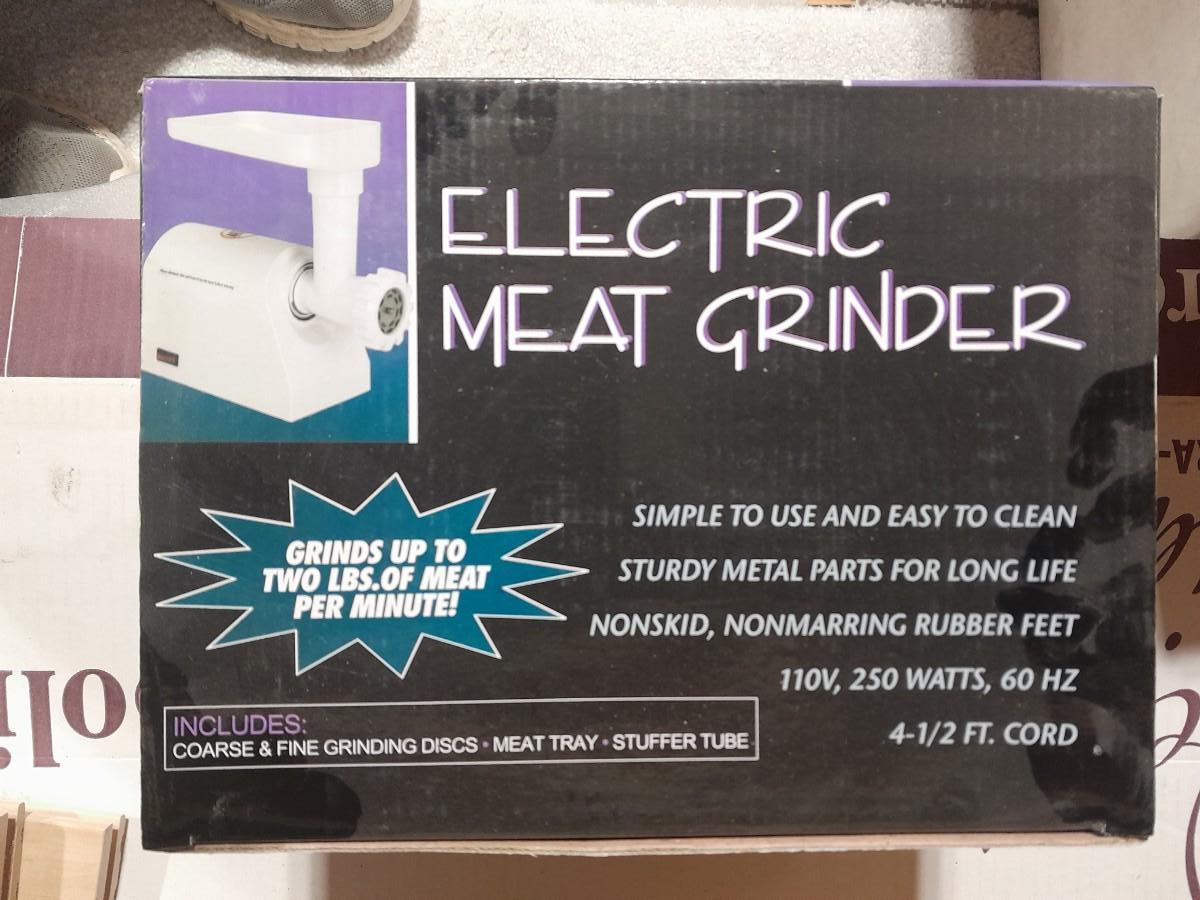 ELECTRIC
MEAT GRINDER
GRINDS UP TO
TWO LBS.OF MEAT
PER MINUTE!
SIMPLE TO USE AND EASY TO CLEAN
STURDY METAL PARTS FOR LONG LIFE
NONSKID, NONMARRING RUBBER FEET
110V, 250 WATTS, 60 HZ
4-1/2 FT. CORD
INCLUDES:
COARSE & FINE GRINDING DISCS • MEAT TRAY • STUFFER TUBE